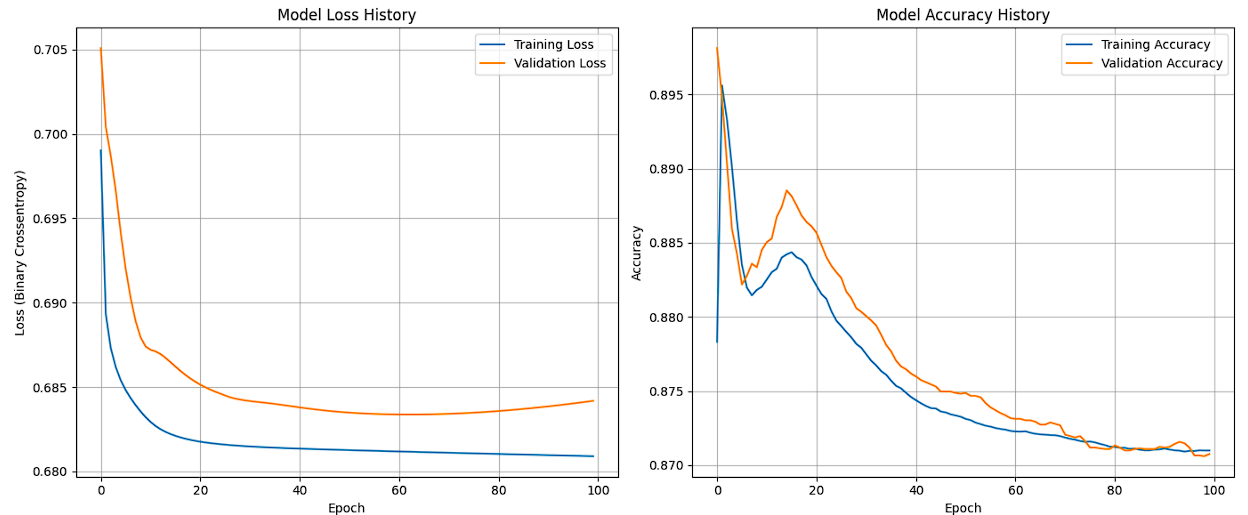 Model Loss History
Training Loss
Validation Loss
Loss (Binary Crossentropy)
0.705
0.700
0.695
0.690
0.685
0.680
0 20 40 60 80 100
Epoch
Model Accuracy History
Training Accuracy
Validation Accuracy
Accuracy
0.895
0.890
0.885
0.880
0.875
0.870
0 20 40 60 80 100
Epoch